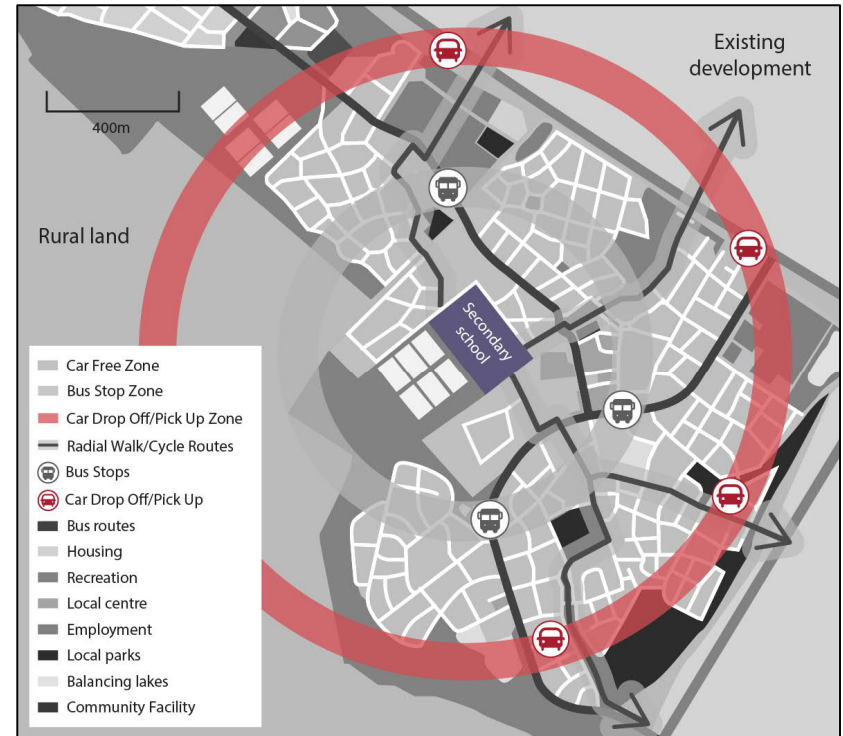 Existing
development
400m
Rural land
Secondary
school
Car Free Zone
Bus Stop Zone
Car Drop Off/Pick Up Zone
Radial Walk/Cycle Routes
Bus Stops
Car Drop Off/Pick Up
Bus routes
Housing
Recreation
Local centre
Employment
Local parks
Balancing lakes
Community Facility